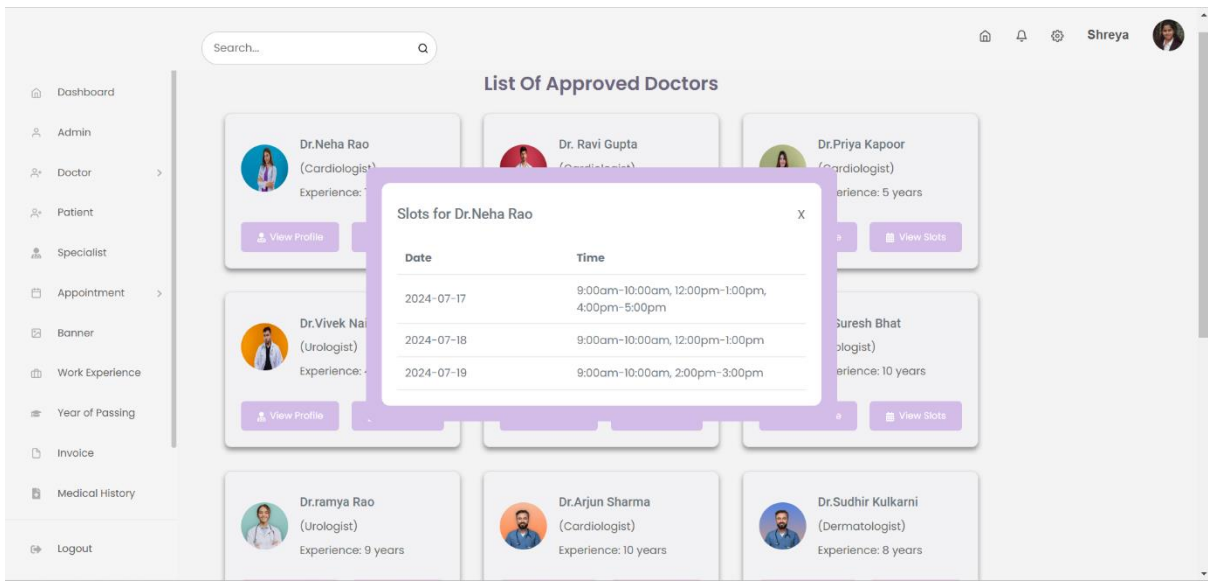 Search...
Shreya
Dashboard
Admin
Doctor
Patient
Specialist
Appointment
Banner
Work Experience
Year of Passing
Invoice
Medical History
Logout
List Of Approved Doctors
Dr.Neha Rao
(Cardiologist)
Experience:
View Profile
Dr. Ravi Gupta
(Cardiologist)
Dr.Priya Kapoor
(Cardiologist)
5 years
View Slots
Slots for Dr.Neha Rao
X
Date Time
2024-07-17 9:00am-10:00am, 12:00pm-1:00pm,
4:00pm-5:00pm
2024-07-18 9:00am-10:00am, 12:00pm-1:00pm
2024-07-19 9:00am-10:00am, 2:00pm-3:00pm
Dr.Vivek
(Urologist)
Experience:
View Profile
Suresh Bhat
10 years
View Slots
Dr.ramya Rao
(Urologist)
Experience: 9 years
Dr.Arjun Sharma
(Cardiologist)
Experience: 10 years
Dr.Sudhir Kulkarni
(Dermatologist)
Experience: 8 years